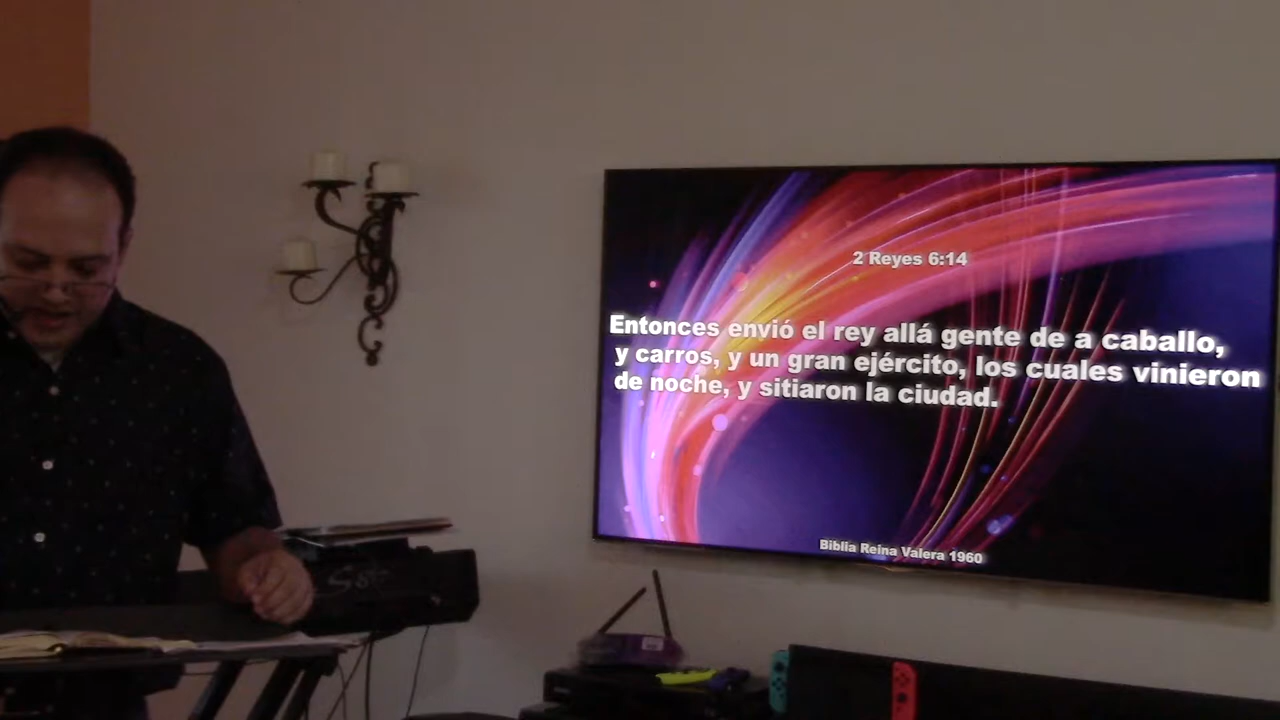 2 Reyes 6:14
Entonces envió el rey allá gente de a caballo,
y carros, y un gran ejército, los cuales vinieron
de noche, y sitiaron la ciudad.
Biblia Reina Valera 1960